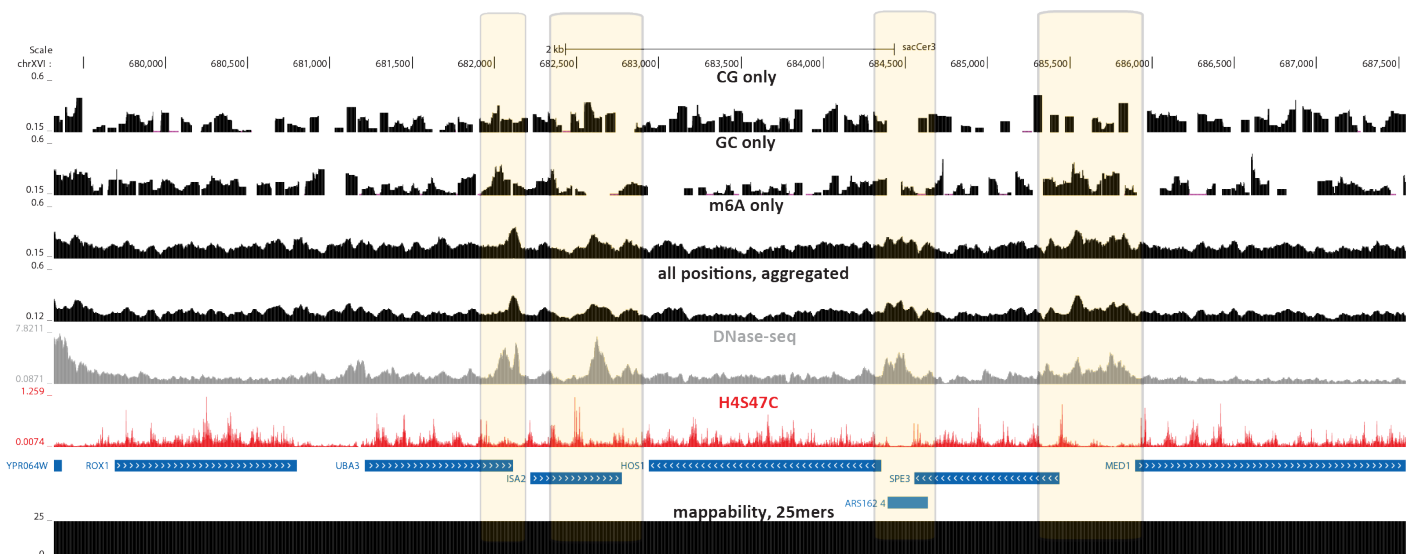 Scale 2 kb sacCer3
chrXVI : 680,000 680,500 681,000 681,500 682,000 682,500 683,000 683,500 684,000 684,500 685,000 685,500 686,000 686,500 687,000 687,500
0.6 _ CG only
0.15 _
0.6 _ GC only
0.15 _
0.6 _ m6A only
0.15 _
0.6 _ all positions, aggregated
0.12 _
7.8211 _ DNase-seq
0.0871 _
1.259 _ H4S47C
0.0074 _
YPR064W ROX1 UBA3 HOS1 MED1
ISA2 SPE3
ARS162 4
mappability, 25mers
25 _
0 _